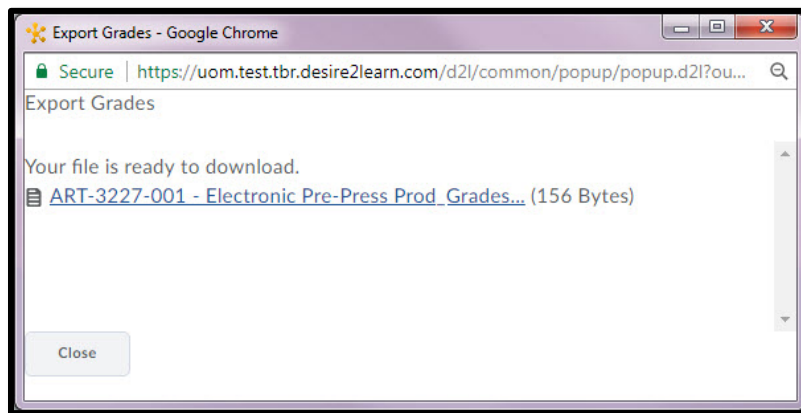 Export Grades - Google Chrome
Secure | https://uom.test.tbr.desire2learn.com/d2l/common/popup/popup.d2l?ou...
Export Grades
Your file is ready to download.
ART-3227-001 - Electronic Pre-Press Prod_Grades... (156 Bytes)
Close